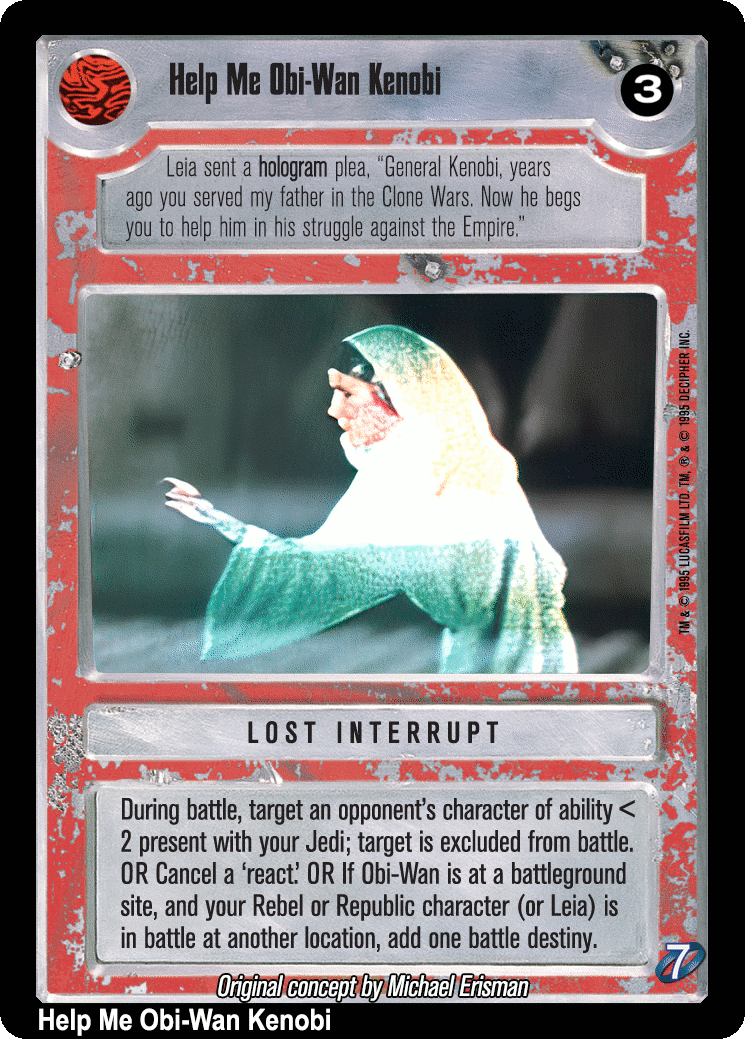 Help Me Obi-Wan Kenobi
3
Leia sent a hologram plea, “General Kenobi, years
ago you served my father in the Clone Wars. Now he begs
you to help him in his struggle against the Empire.”
TM & © 1995 LUCASFILM LTD. TM, ® & © 1995 DECIPHER INC.
LOST INTERRUPT
During battle, target an opponent’s character of ability <
2 present with your Jedi; target is excluded from battle.
OR Cancel a ‘react.’ OR If Obi-Wan is at a battleground
site, and your Rebel or Republic character (or Leia) is
in battle at another location, add one battle destiny.
7
Original concept by Michael Erisman
Help Me Obi-Wan Kenobi